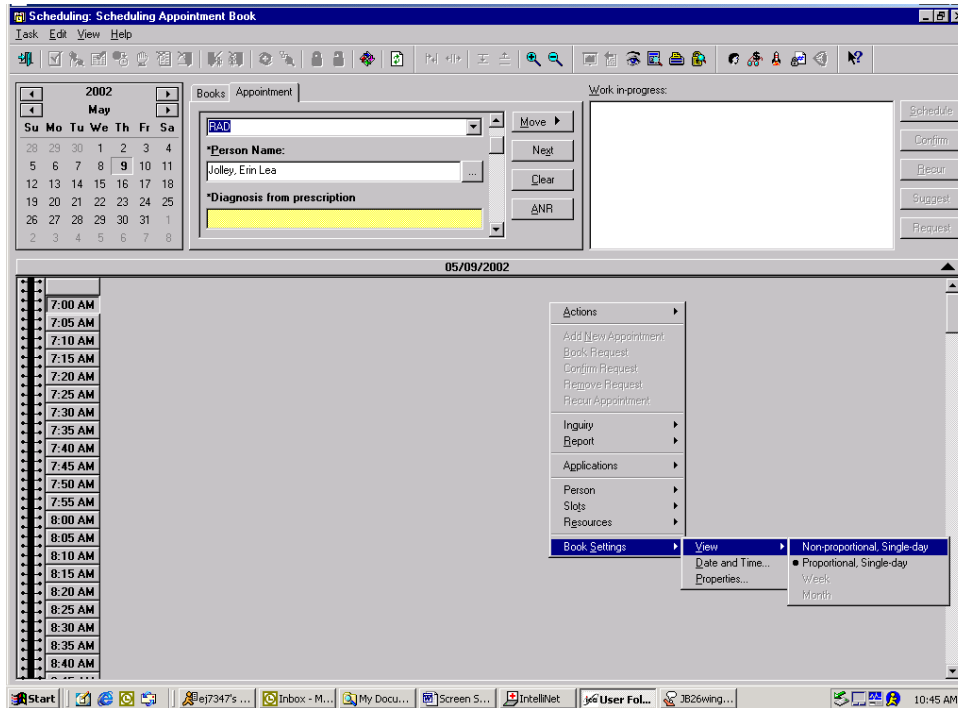 Scheduling: Scheduling Appointment Book
Task Edit View Help
2002
May
Su Mo Tu We Th Fr Sa
28 29 30 1 2 3 4
5 6 7 8 9 10 11
12 13 14 15 16 17 18
19 20 21 22 23 24 25
26 27 28 29 30 31 1
2 3 4 5 6 7 8
Books Appointment
RAD
*Person Name:
Jolley, Erin Lea
...
*Diagnosis from prescription
Move
Next
Clear
ANR
Work in-progress:
Schedule
Confirm
Recur
Suggest
Request
05/09/2002
7:00 AM
7:05 AM
7:10 AM
7:15 AM
7:20 AM
7:25 AM
7:30 AM
7:35 AM
7:40 AM
7:45 AM
7:50 AM
7:55 AM
8:00 AM
8:05 AM
8:10 AM
8:15 AM
8:20 AM
8:25 AM
8:30 AM
8:35 AM
8:40 AM
Actions
Add New Appointment
Book Request
Confirm Request
Remove Request
Recur Appointment
Inquiry
Report
Applications
Person
Slots
Resources
Book Settings
View
Date and Time...
Properties...
Non-proportional, Single-day
Proportional, Single-day
Week
Month
Start ej7347's ... Inbox - M... My Docu... Screen S... IntelliNet User Fol... JB26wing... 10:45 AM